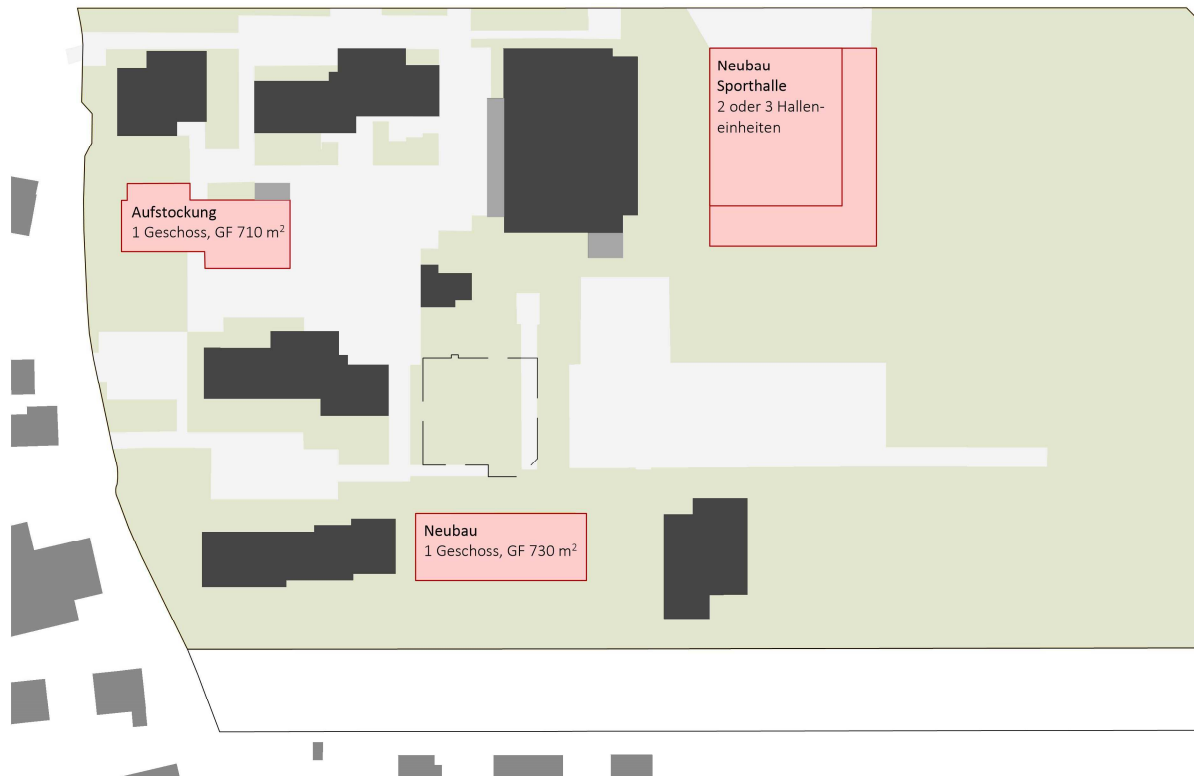 Neubau
Sporthalle
2 oder 3 Hallen-
einheiten
Aufstockung
1 Geschoss, GF 710 m²
Neubau
1 Geschoss, GF 730 m²